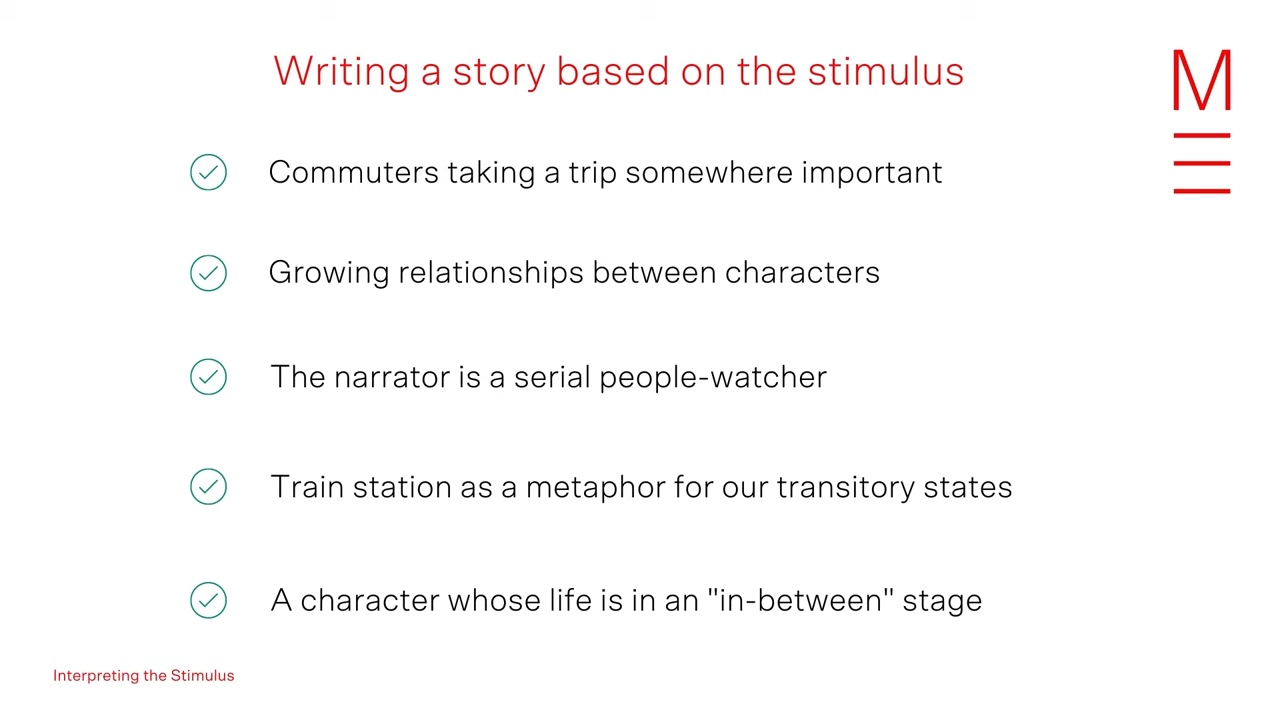 Writing a story based on the stimulus
M
Commuters taking a trip somewhere important
Growing relationships between characters
The narrator is a serial people-watcher
Train station as a metaphor for our transitory states
A character whose life is in an "in-between" stage
Interpreting the Stimulus